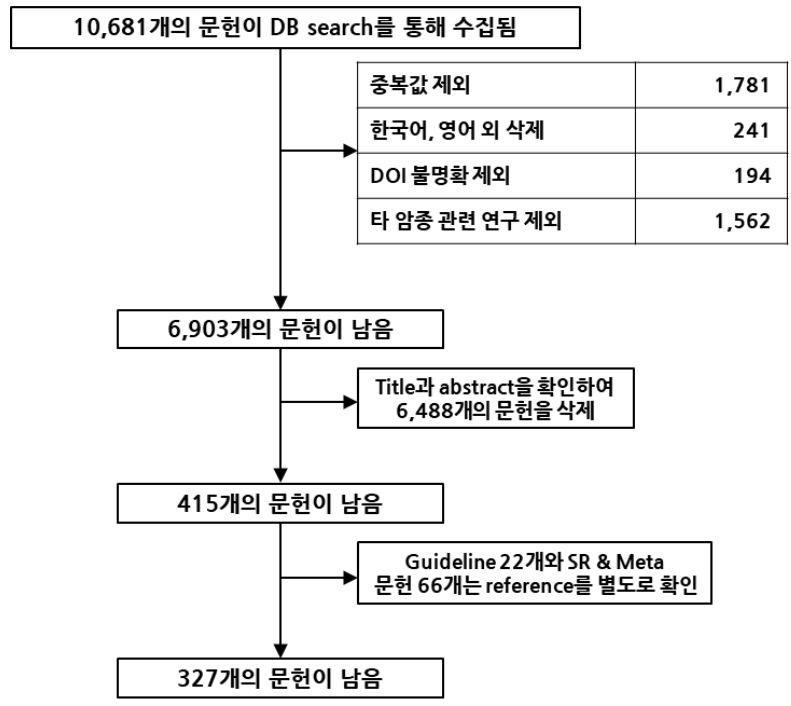 10,681개의 문헌이 DB search를 통해 수집됨
중복값 제외 1,781
한국어, 영어 외 삭제 241
DOI 불명확 제외 194
타 암종 관련 연구 제외 1,562
6,903개의 문헌이 남음
Title과 abstract을 확인하여
6,488개의 문헌을 삭제
415개의 문헌이 남음
Guideline 22개와 SR & Meta
문헌 66개는 reference를 별도로 확인
327개의 문헌이 남음